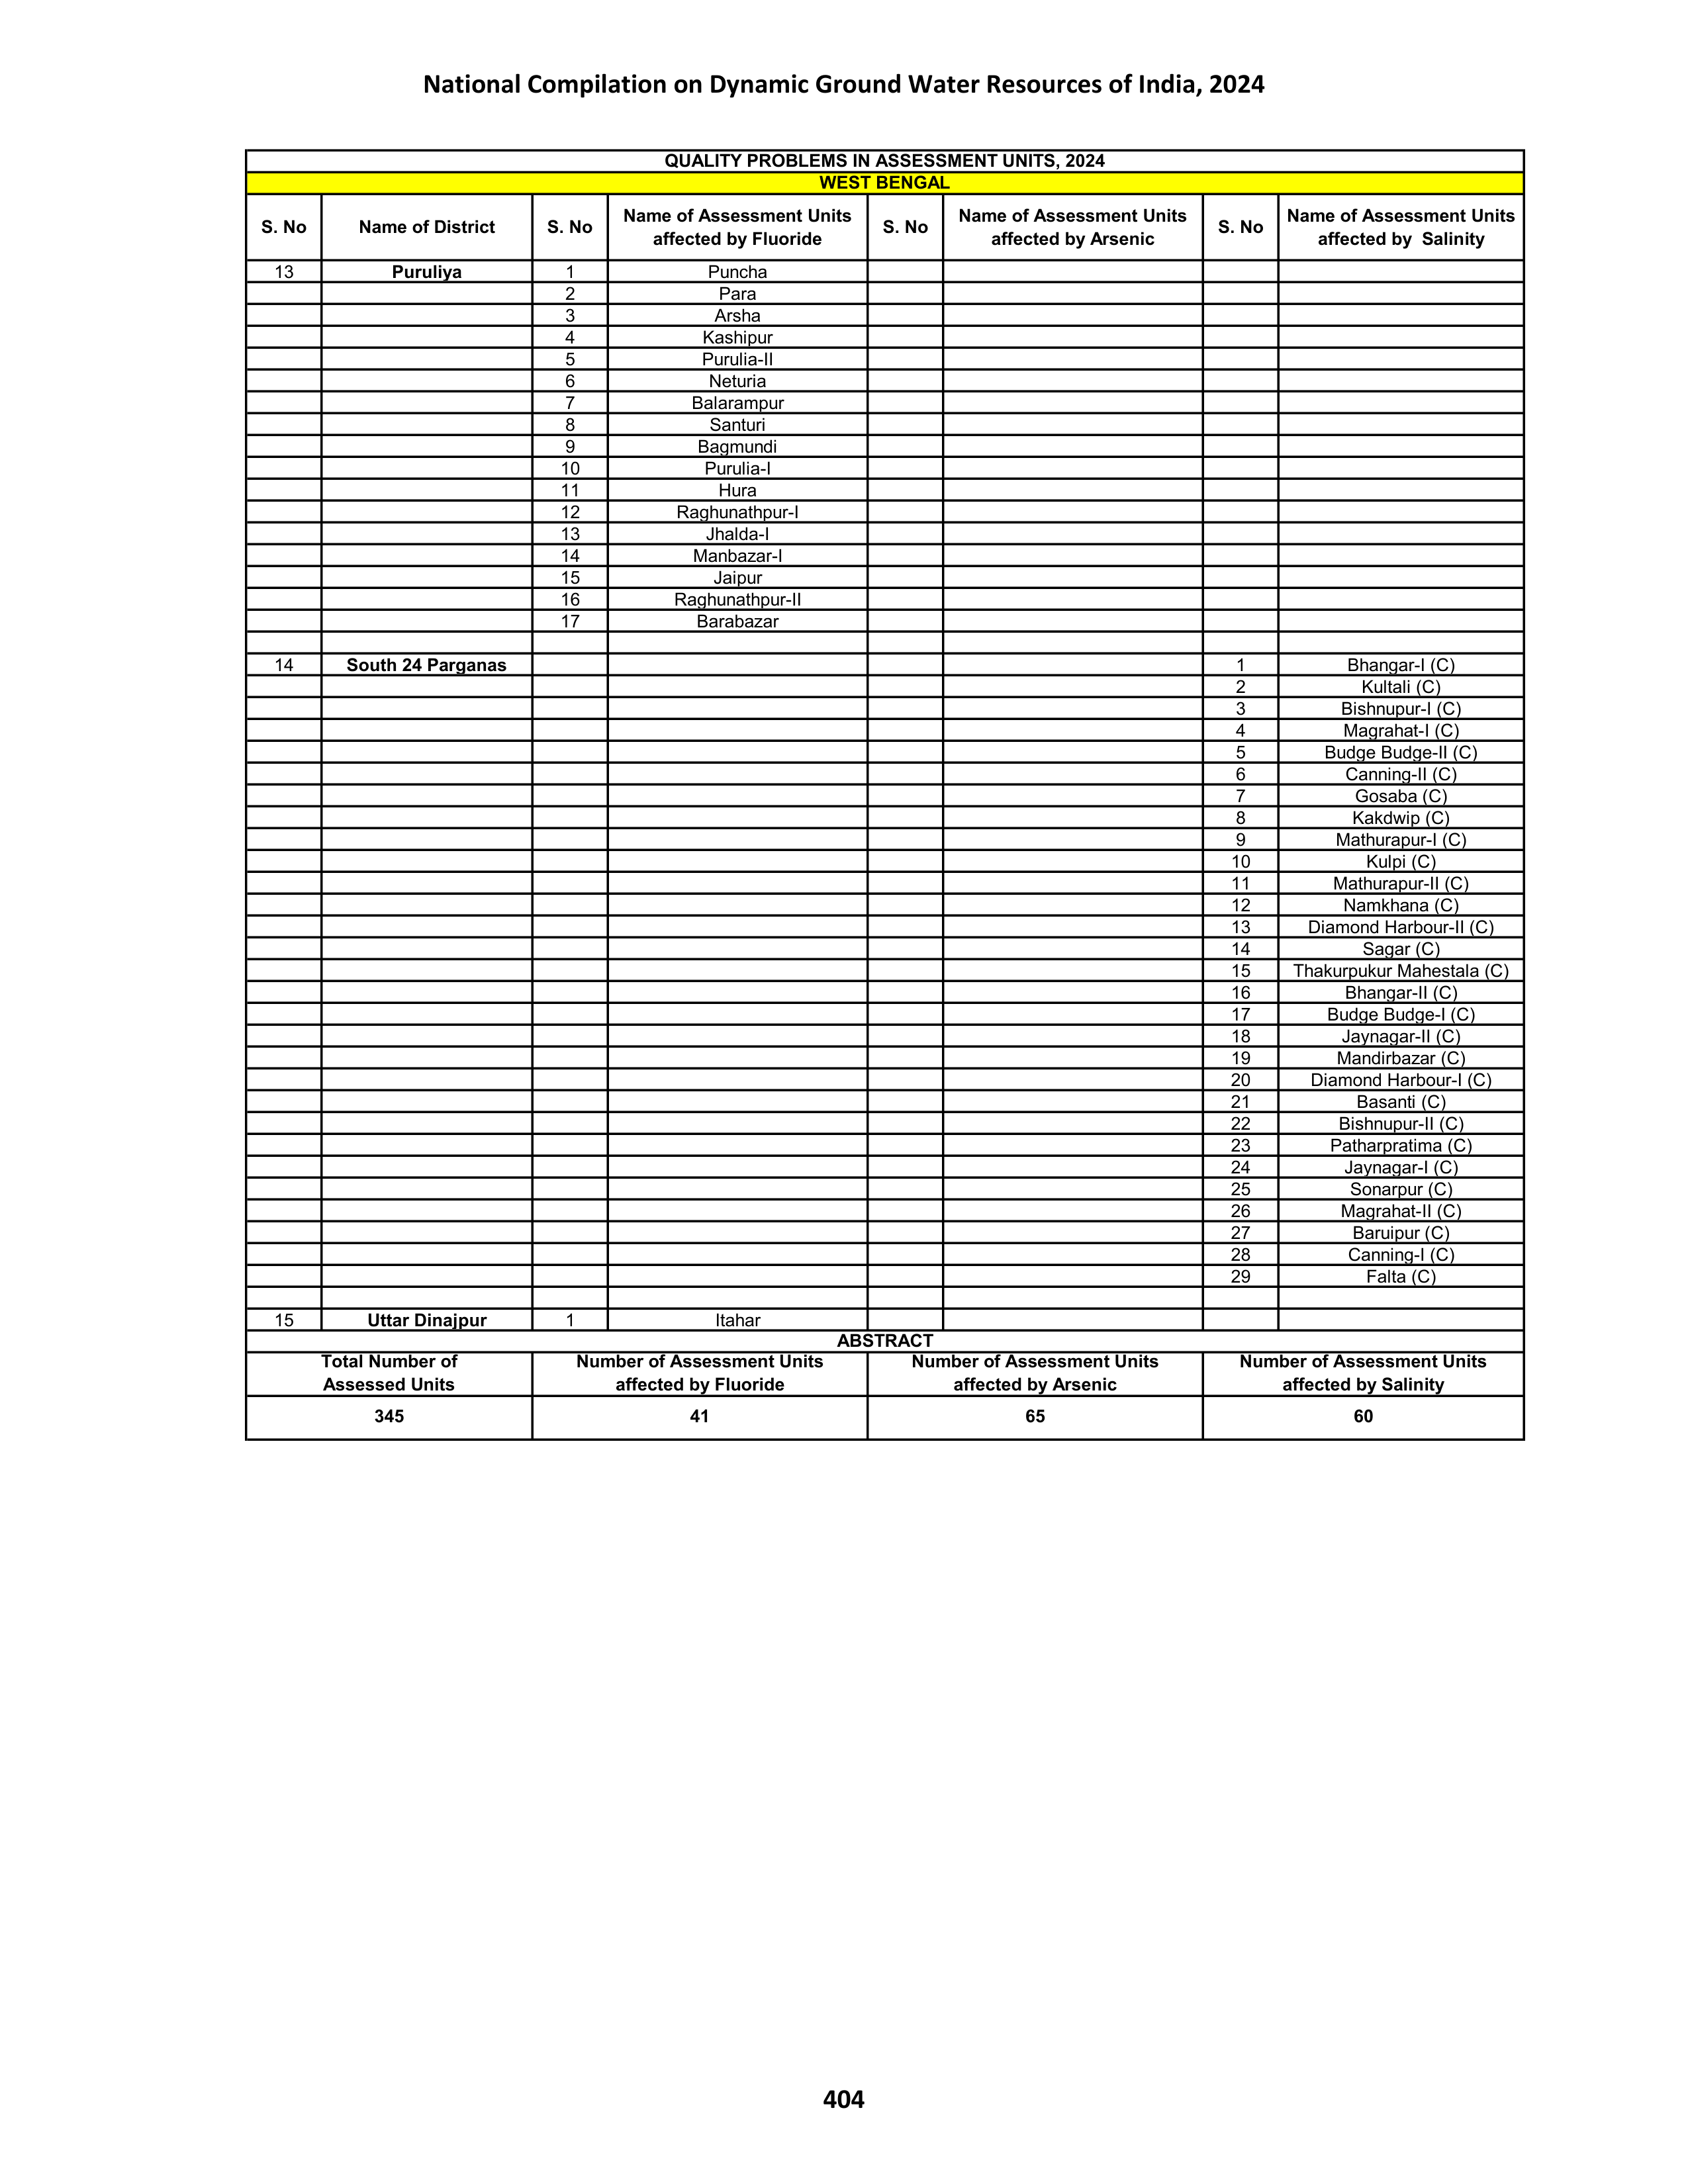 National Compilation on Dynamic Ground Water Resources of India, 2024
QUALITY PROBLEMS IN ASSESSMENT UNITS, 2024
WEST BENGAL
S. No Name of District S. No Name of Assessment Units affected by Fluoride S. No Name of Assessment Units affected by Arsenic S. No Name of Assessment Units affected by Salinity
13 Puruliya 1 Puncha
2 Para
3 Arsha
4 Kashipur
5 Purulia-II
6 Neturia
7 Balarampur
8 Santuri
9 Bagmundi
10 Purulia-I
11 Hura
12 Raghunathpur-I
13 Jhalda-I
14 Manbazar-I
15 Jaipur
16 Raghunathpur-II
17 Barabazar
14 South 24 Parganas 1 Bhangar-I (C)
2 Kultali (C)
3 Bishnupur-I (C)
4 Magrahat-I (C)
5 Budge Budge-II (C)
6 Canning-II (C)
7 Gosaba (C)
8 Kakdwip (C)
9 Mathurapur-I (C)
10 Kulpi (C)
11 Mathurapur-II (C)
12 Namkhana (C)
13 Diamond Harbour-II (C)
14 Sagar (C)
15 Thakurpukur Mahestala (C)
16 Bhangar-II (C)
17 Budge Budge-I (C)
18 Jaynagar-II (C)
19 Mandirbazar (C)
20 Diamond Harbour-I (C)
21 Basanti (C)
22 Bishnupur-II (C)
23 Patharpratima (C)
24 Jaynagar-I (C)
25 Sonarpur (C)
26 Magrahat-II (C)
27 Baruipur (C)
28 Canning-I (C)
29 Falta (C)
15 Uttar Dinajpur 1 Itahar
ABSTRACT
Total Number of Assessed Units Number of Assessment Units affected by Fluoride Number of Assessment Units affected by Arsenic Number of Assessment Units affected by Salinity
345 41 65 60
404